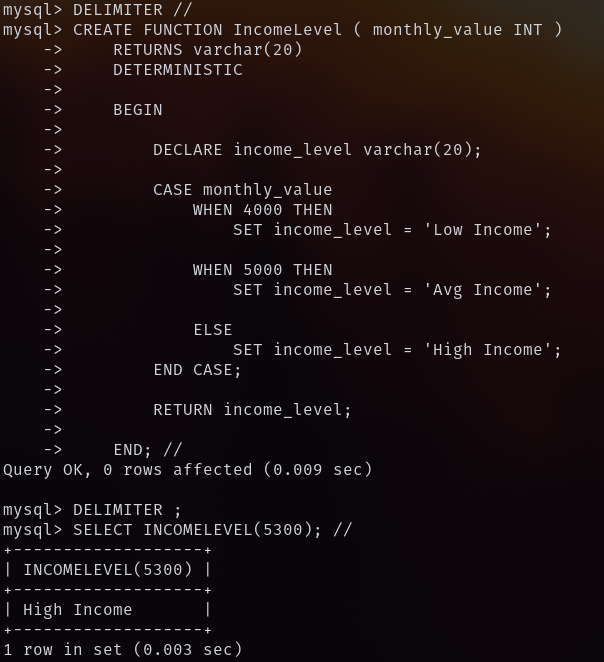 mysql> DELIMITER //
mysql> CREATE FUNCTION IncomeLevel ( monthly_value INT )
    ->     RETURNS varchar(20)
    ->     DETERMINISTIC
    ->
    ->     BEGIN
    ->
    ->         DECLARE income_level varchar(20);
    ->
    ->         CASE monthly_value
    ->             WHEN 4000 THEN
    ->                 SET income_level = 'Low Income';
    ->
    ->             WHEN 5000 THEN
    ->                 SET income_level = 'Avg Income';
    ->
    ->             ELSE
    ->                 SET income_level = 'High Income';
    ->         END CASE;
    ->
    ->         RETURN income_level;
    ->
    ->     END; //
Query OK, 0 rows affected (0.009 sec)

mysql> DELIMITER ;
mysql> SELECT INCOMELEVEL(5300); //
+-------------------+
| INCOMELEVEL(5300) |
+-------------------+
| High Income       |
+-------------------+
1 row in set (0.003 sec)